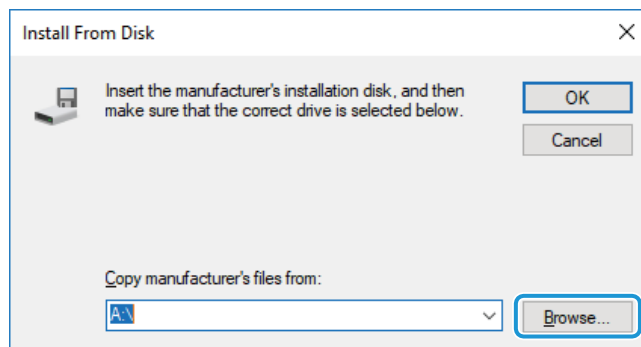 Install From Disk
Insert the manufacturer's installation disk, and then
make sure that the correct drive is selected below.
OK
Cancel
Copy manufacturer's files from:
A:\
Browse...